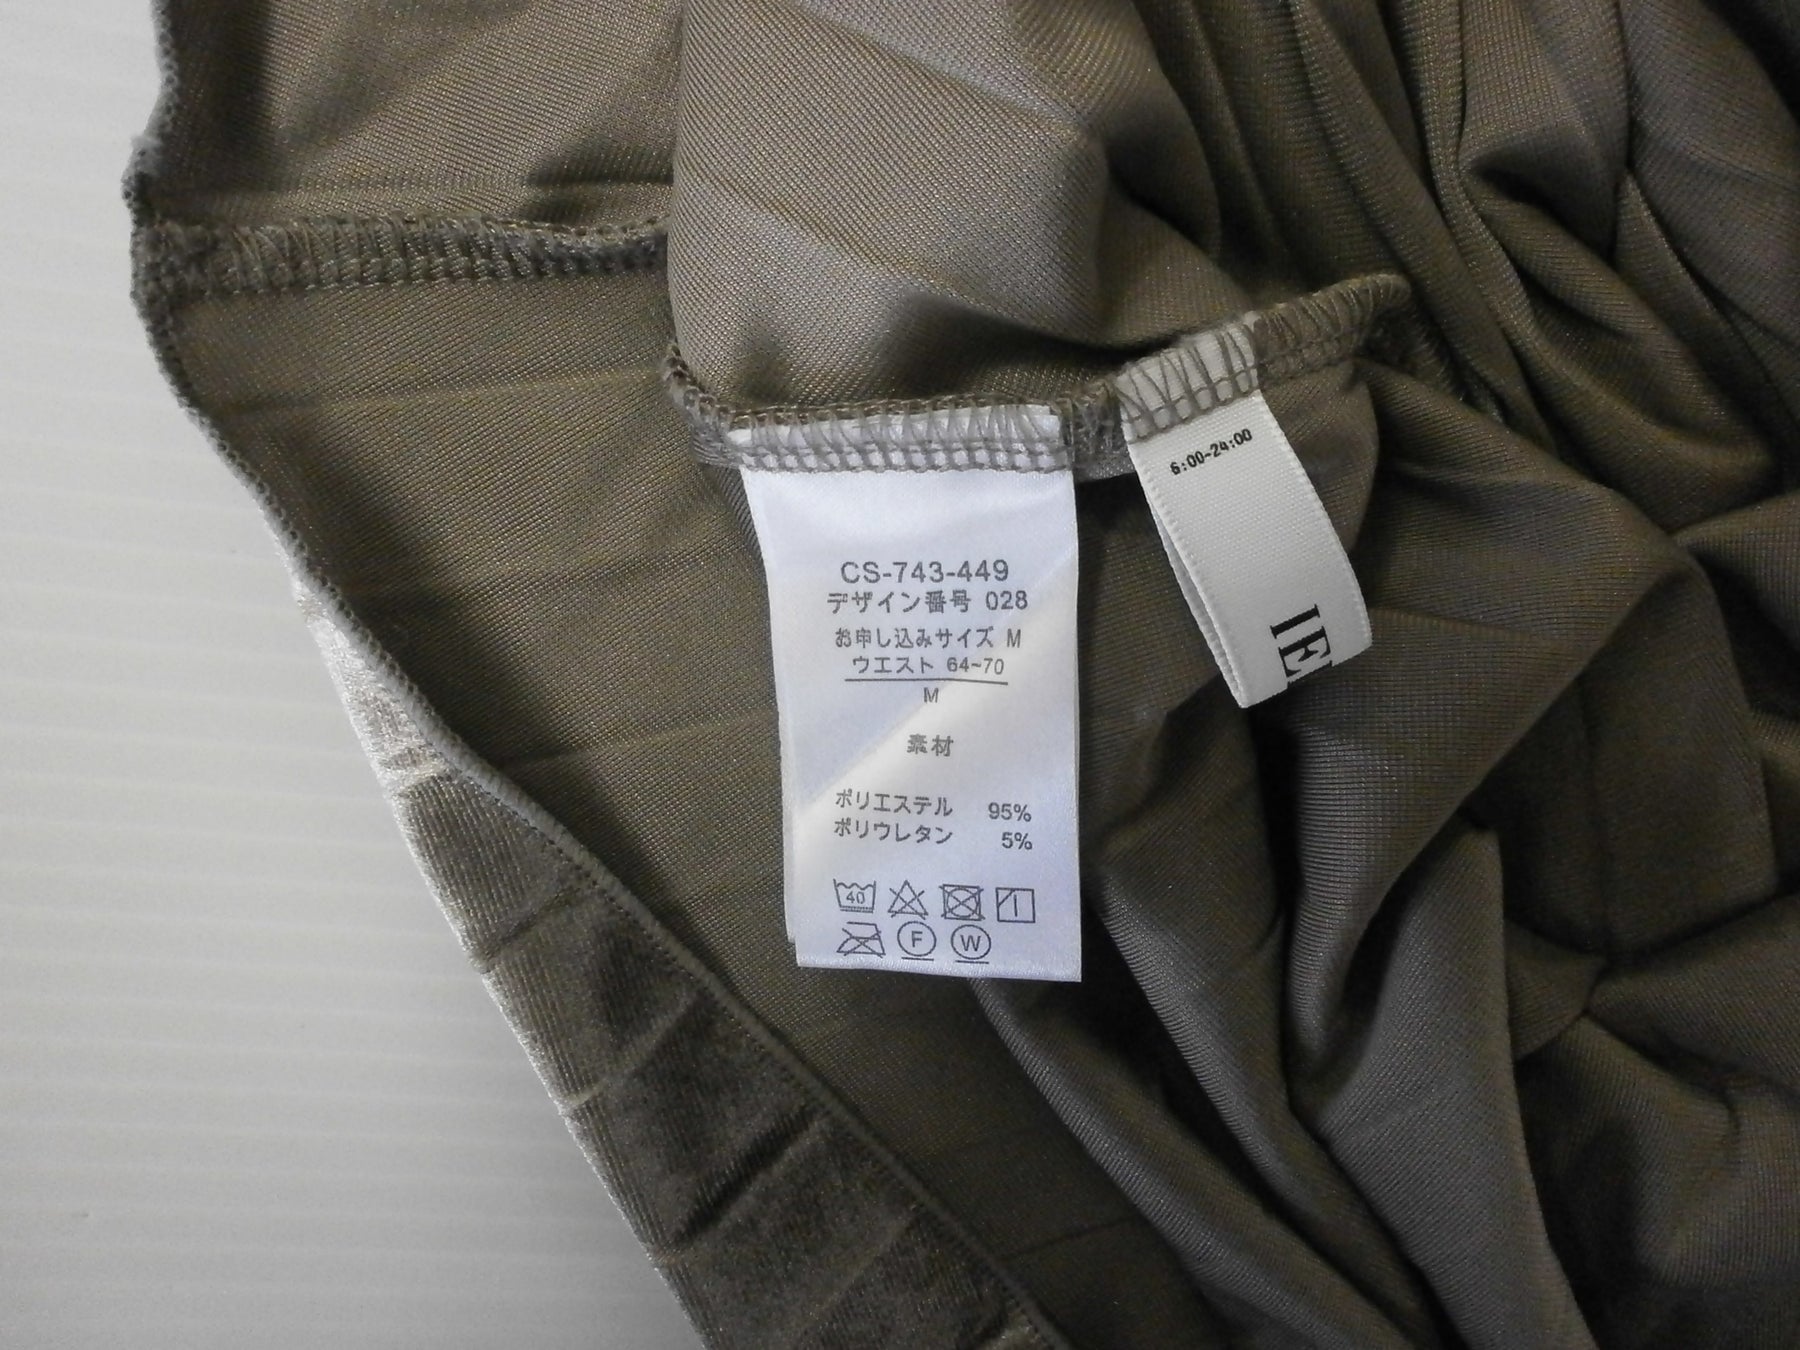 CS-743-449
デザイン番号 028
お申し込みサイズ M
ウエスト 64~70
M
素材
ポリエステル 95%
ポリウレタン 5%
40
F W
6:00-24:00